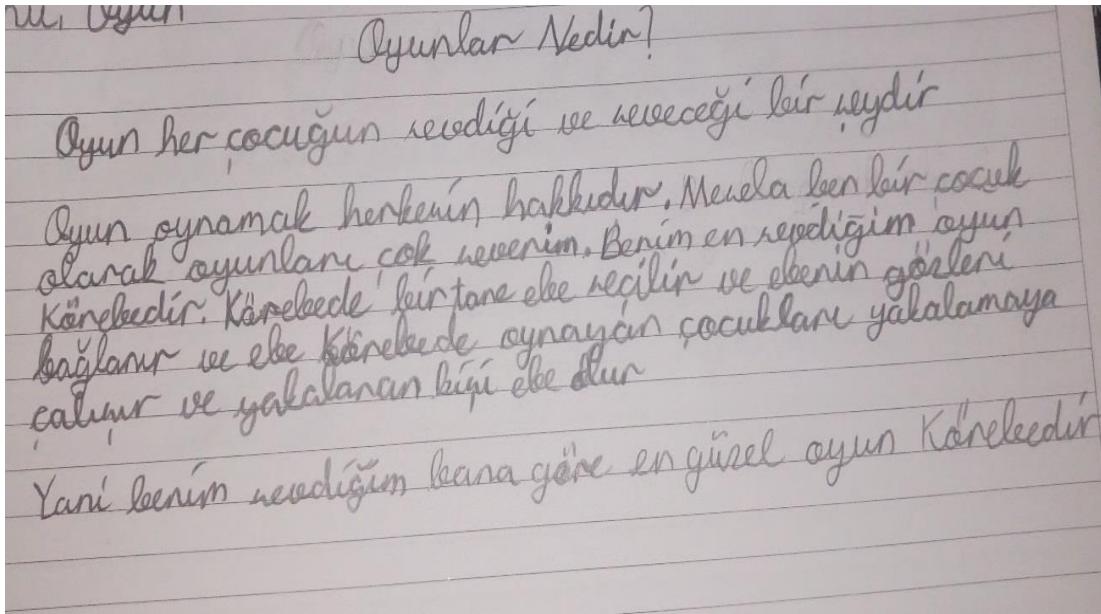 Oyun
Oyunlar Nedir?
Oyun her çocuğun sevdiği ve seveceği bir şeydir
Oyun oynamak herkesin hakkıdır. Mesela ben bir çocuk
olarak oyunları çok severim. Benim en sevdiğim oyun
Körebedir. Körebede bir tane ebe seçilir ve ebenin gözleri
bağlanır ve ebe Körebede oynayan çocukları yakalamaya
çalışır ve yakalanan kişi ebe olur
Yani benim sevdiğim bana göre en güzel oyun Körebedir